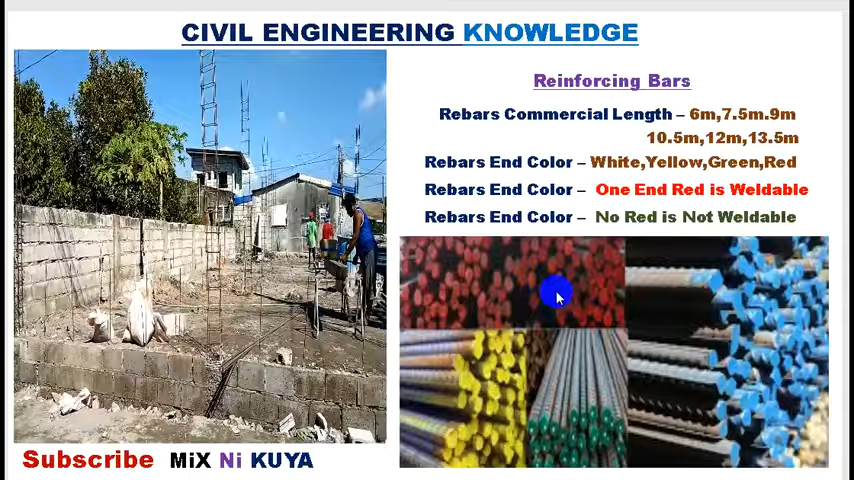 CIVIL ENGINEERING KNOWLEDGE
Reinforcing Bars
Rebars Commercial Length – 6m,7.5m.9m
10.5m,12m,13.5m
Rebars End Color – White,Yellow,Green,Red
Rebars End Color – One End Red is Weldable
Rebars End Color – No Red is Not Weldable
Subscribe MiX Ni KUYA